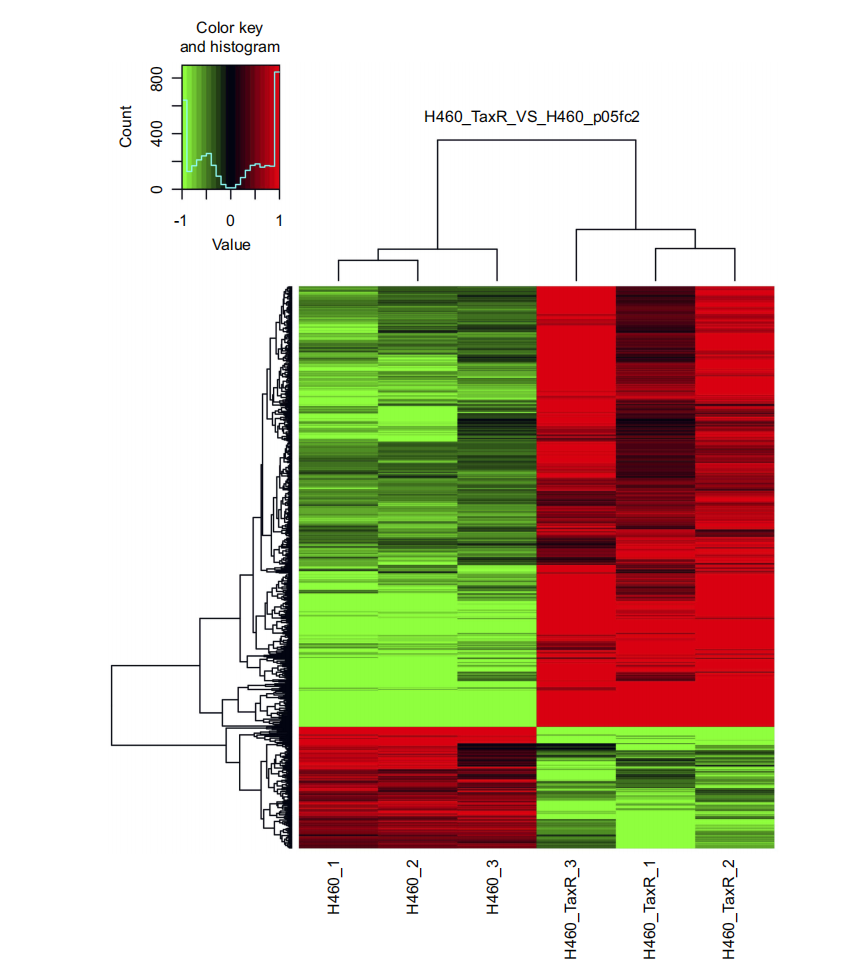 Color key
and histogram
800
400
0
Count
-1 0 1
Value
H460_TaxR_VS_H460_p05fc2
H460_1
H460_2
H460_3
H460_TaxR_3
H460_TaxR_1
H460_TaxR_2